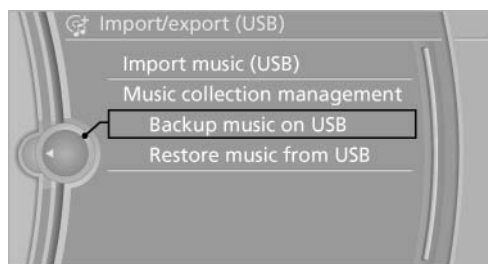 Import/export (USB)
Import music (USB)
Music collection management
Backup music on USB
Restore music from USB